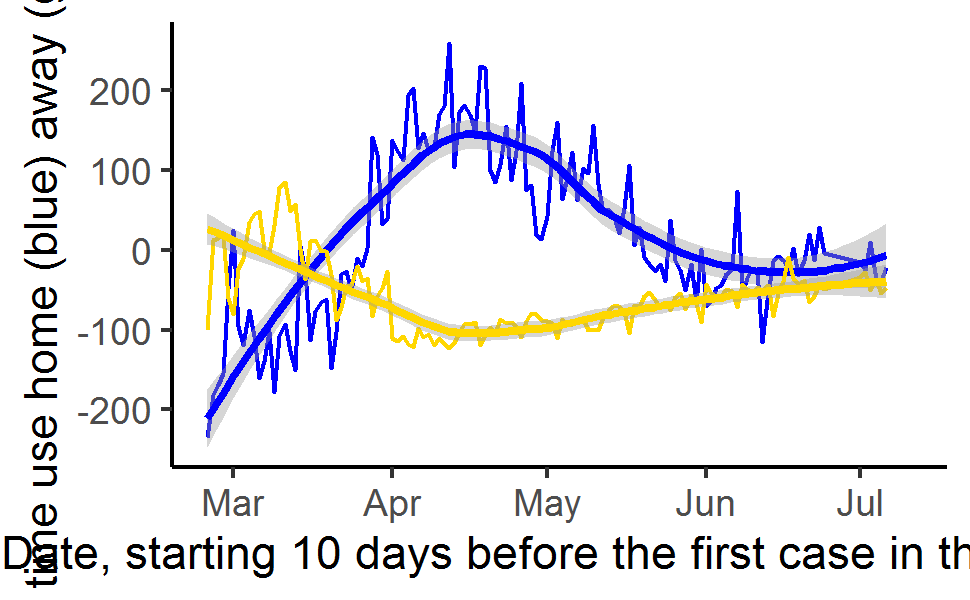 time use home (blue) away (
200
100
0
-100
-200
Mar Apr May Jun Jul
Date, starting 10 days before the first case in th